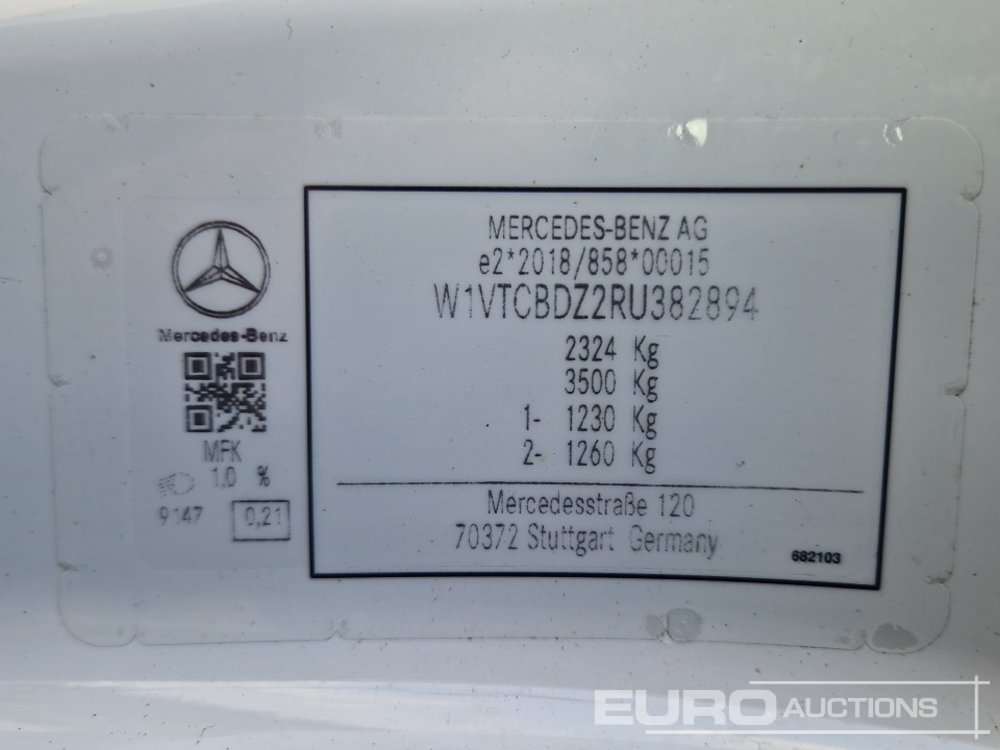 Mercedes-Benz
MFK
1,0 %
9147 0,21
MERCEDES-BENZ AG
e2*2018/858*00015
W1VTCBDZ2RU382894
2324 Kg
3500 Kg
1- 1230 Kg
2- 1260 Kg
Mercedesstraße 120
70372 Stuttgart Germany
682103
EURO AUCTIONS